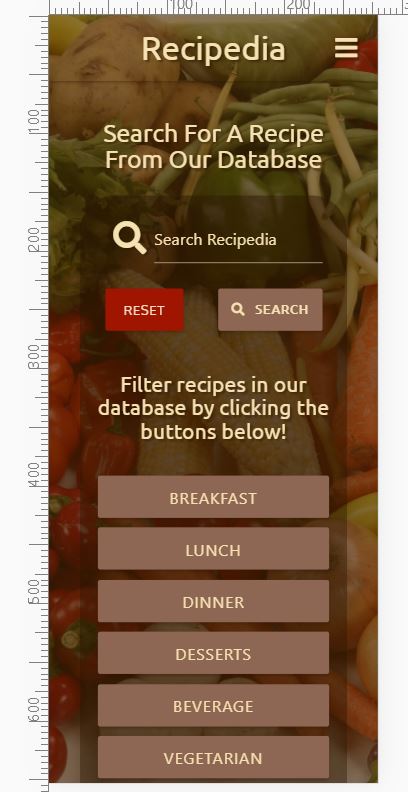 100
200
Recipedia
100
Search For A Recipe
From Our Database
200
Search Recipedia
RESET
SEARCH
300
Filter recipes in our
database by clicking the
buttons below!
400
BREAKFAST
LUNCH
500
DINNER
DESSERTS
600
BEVERAGE
VEGETARIAN